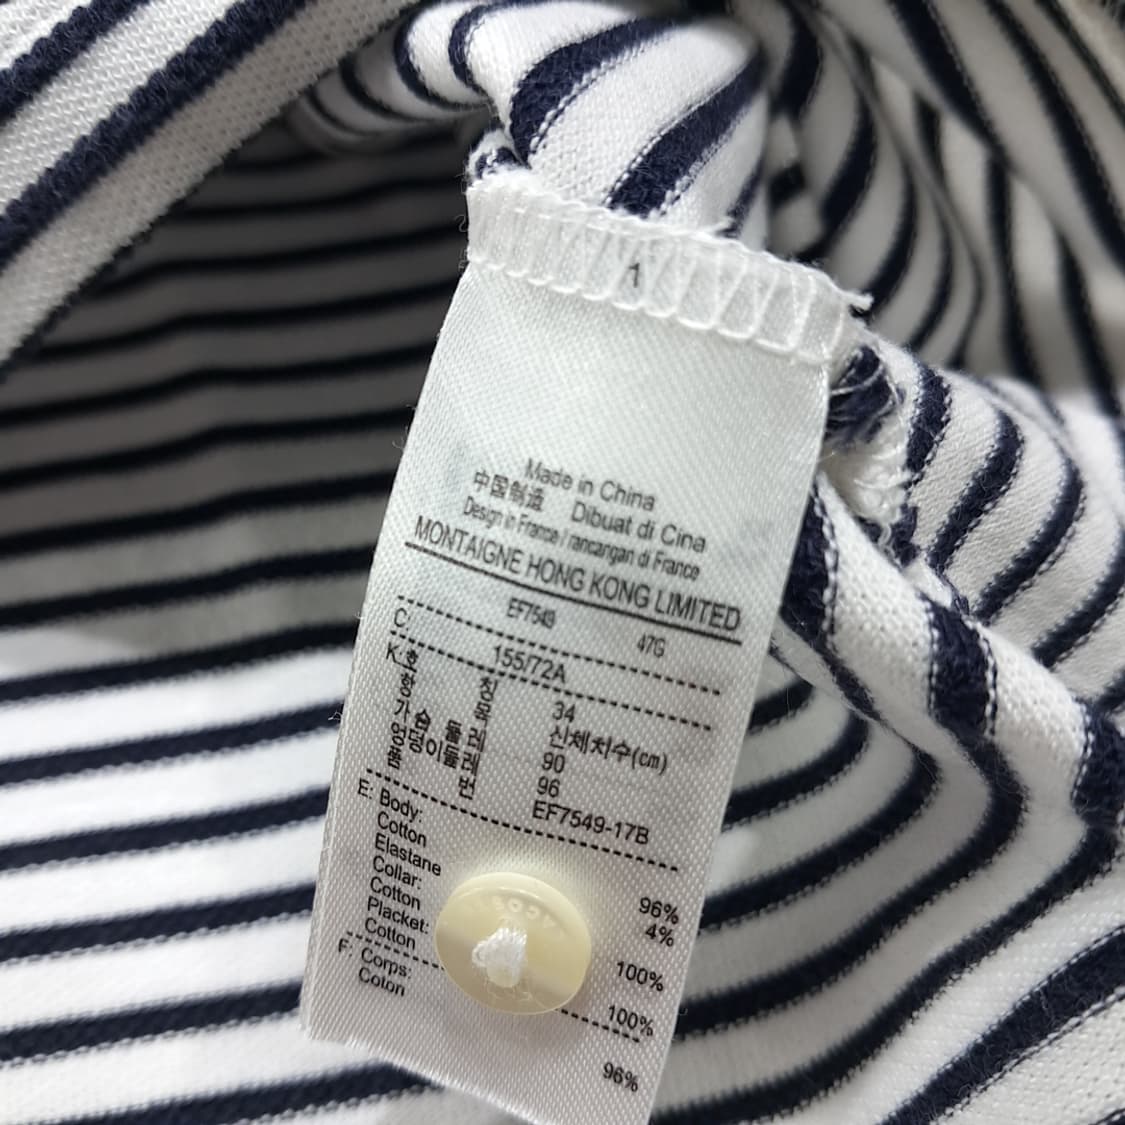 1
Made in China
中国制造 Dibuat di Cina
Design in France / rancangan di France
MONTAIGNE HONG KONG LIMITED
EF7549 47G
C: 155/72A
K: 호 칭 34
항 목 신체치수(cm)
가 슴 둘 레 90
엉덩이둘레 96
품 번 EF7549-17B
E: Body:
Cotton 96%
Elastane 4%
Collar:
Cotton 100%
Placket:
Cotton 100%
F: Corps:
Coton 96%